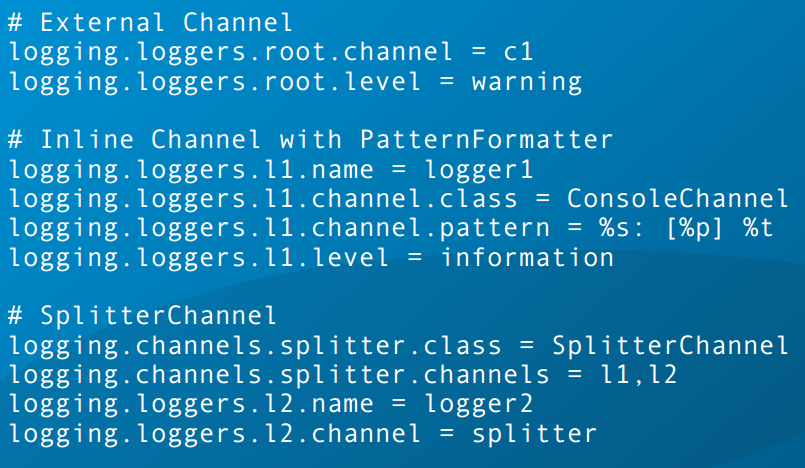 # External Channel
logging.loggers.root.channel = c1
logging.loggers.root.level = warning
# Inline Channel with PatternFormatter
logging.loggers.l1.name = logger1
logging.loggers.l1.channel.class = ConsoleChannel
logging.loggers.l1.channel.pattern = %s: [%p] %t
logging.loggers.l1.level = information
# SplitterChannel
logging.channels.splitter.class = SplitterChannel
logging.channels.splitter.channels = l1,l2
logging.loggers.l2.name = logger2
logging.loggers.l2.channel = splitter